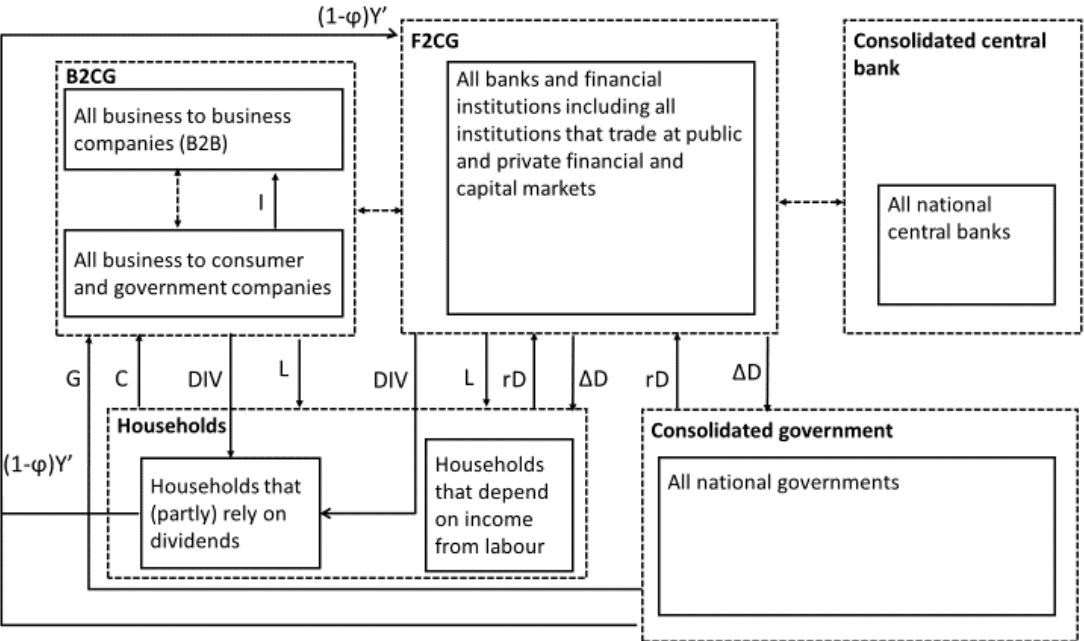 (1-φ)Y’
F2CG
All banks and financial
institutions including all
institutions that trade at public
and private financial and
capital markets
Consolidated central
bank
All national
central banks
B2CG
All business to business
companies (B2B)
I
All business to consumer
and government companies
G
C
DIV
L
DIV
L
rD
ΔD
rD
ΔD
Households
Households that
(partly) rely on
dividends
Households
that depend
on income
from labour
(1-φ)Y’
Consolidated government
All national governments